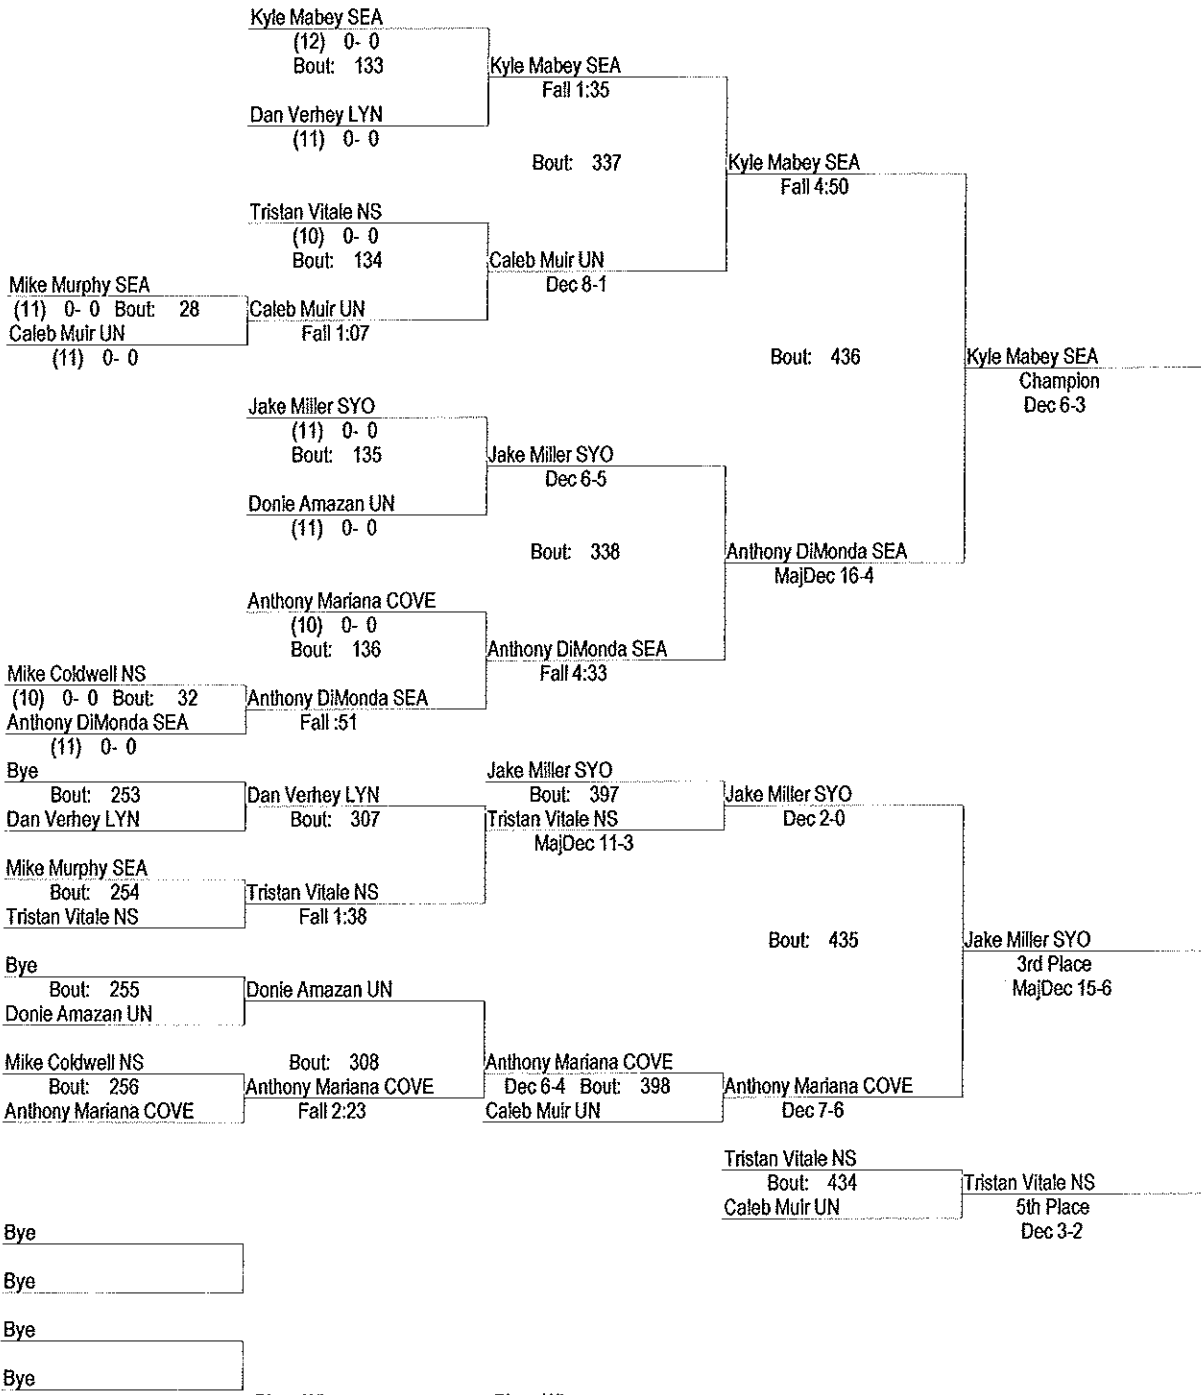 Kyle Mabey SEA
(12) 0- 0
Bout: 133
Kyle Mabey SEA
Fall 1:35
Dan Verhey LYN
(11) 0- 0
Bout: 337
Kyle Mabey SEA
Fall 4:50
Tristan Vitale NS
(10) 0- 0
Bout: 134
Caleb Muir UN
Dec 8-1
Mike Murphy SEA
(11) 0- 0 Bout: 28
Caleb Muir UN
Fall 1:07
Caleb Muir UN
(11) 0- 0
Bout: 436
Kyle Mabey SEA
Champion
Dec 6-3
Jake Miller SYO
(11) 0- 0
Bout: 135
Jake Miller SYO
Dec 6-5
Donie Amazan UN
(11) 0- 0
Bout: 338
Anthony DiMonda SEA
MajDec 16-4
Anthony Mariana COVE
(10) 0- 0
Bout: 136
Anthony DiMonda SEA
Fall 4:33
Mike Coldwell NS
(10) 0- 0 Bout: 32
Anthony DiMonda SEA
Fall :51
Anthony DiMonda SEA
(11) 0- 0
Bye
Bout: 253
Dan Verhey LYN
Dan Verhey LYN
Bout: 307
Jake Miller SYO
Bout: 397
Tristan Vitale NS
MajDec 11-3
Jake Miller SYO
Dec 2-0
Mike Murphy SEA
Bout: 254
Tristan Vitale NS
Tristan Vitale NS
Fall 1:38
Bout: 435
Jake Miller SYO
3rd Place
MajDec 15-6
Bye
Bout: 255
Donie Amazan UN
Donie Amazan UN
Mike Coldwell NS
Bout: 256
Anthony Mariana COVE
Bout: 308
Anthony Mariana COVE
Fall 2:23
Anthony Mariana COVE
Dec 6-4 Bout: 398
Caleb Muir UN
Anthony Mariana COVE
Dec 7-6
Tristan Vitale NS
Bout: 434
Caleb Muir UN
Tristan Vitale NS
5th Place
Dec 3-2
Bye
Bye
Bye
Bye